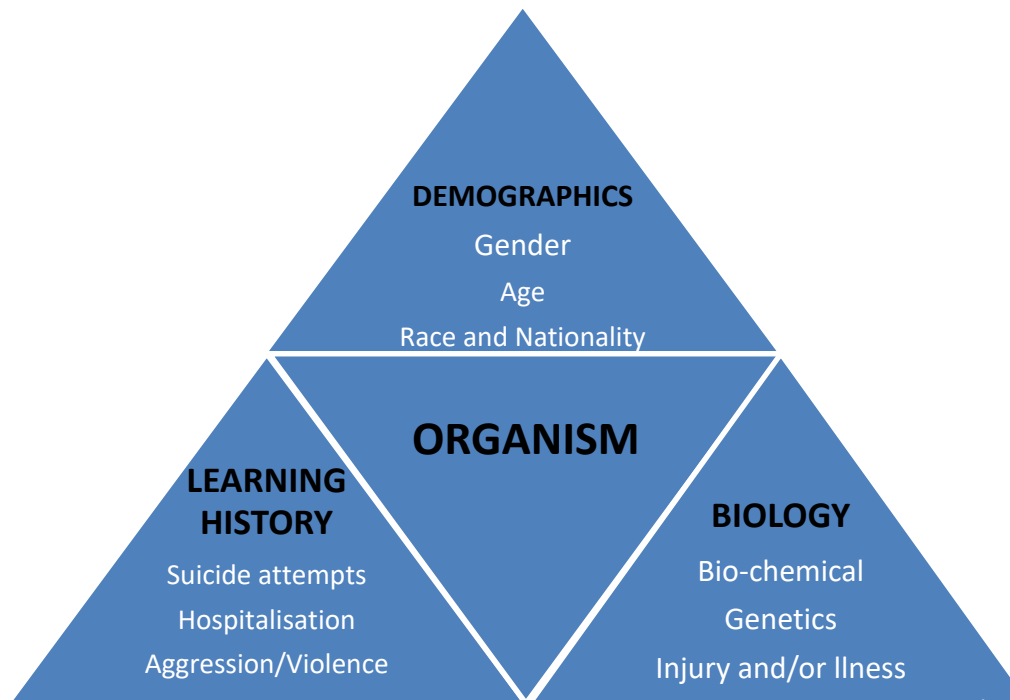 DEMOGRAPHICS
Gender
Age
Race and Nationality
ORGANISM
LEARNING
HISTORY
Suicide attempts
Hospitalisation
Aggression/Violence
BIOLOGY
Bio-chemical
Genetics
Injury and/or llness